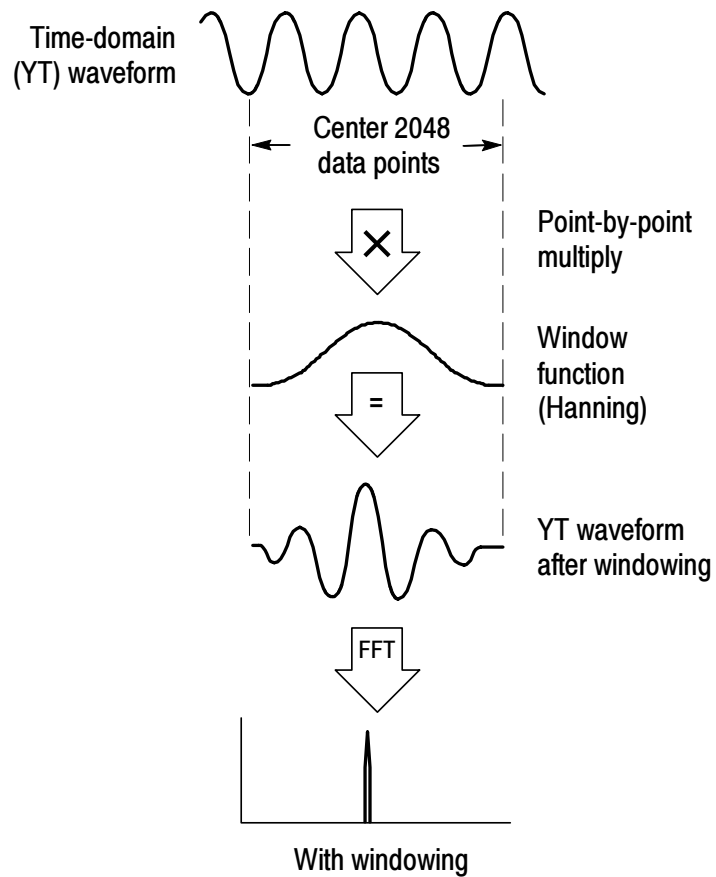 Time-domain
(YT) waveform
Center 2048
data points
Point-by-point
multiply
×
Window
function
(Hanning)
=
YT waveform
after windowing
FFT
With windowing